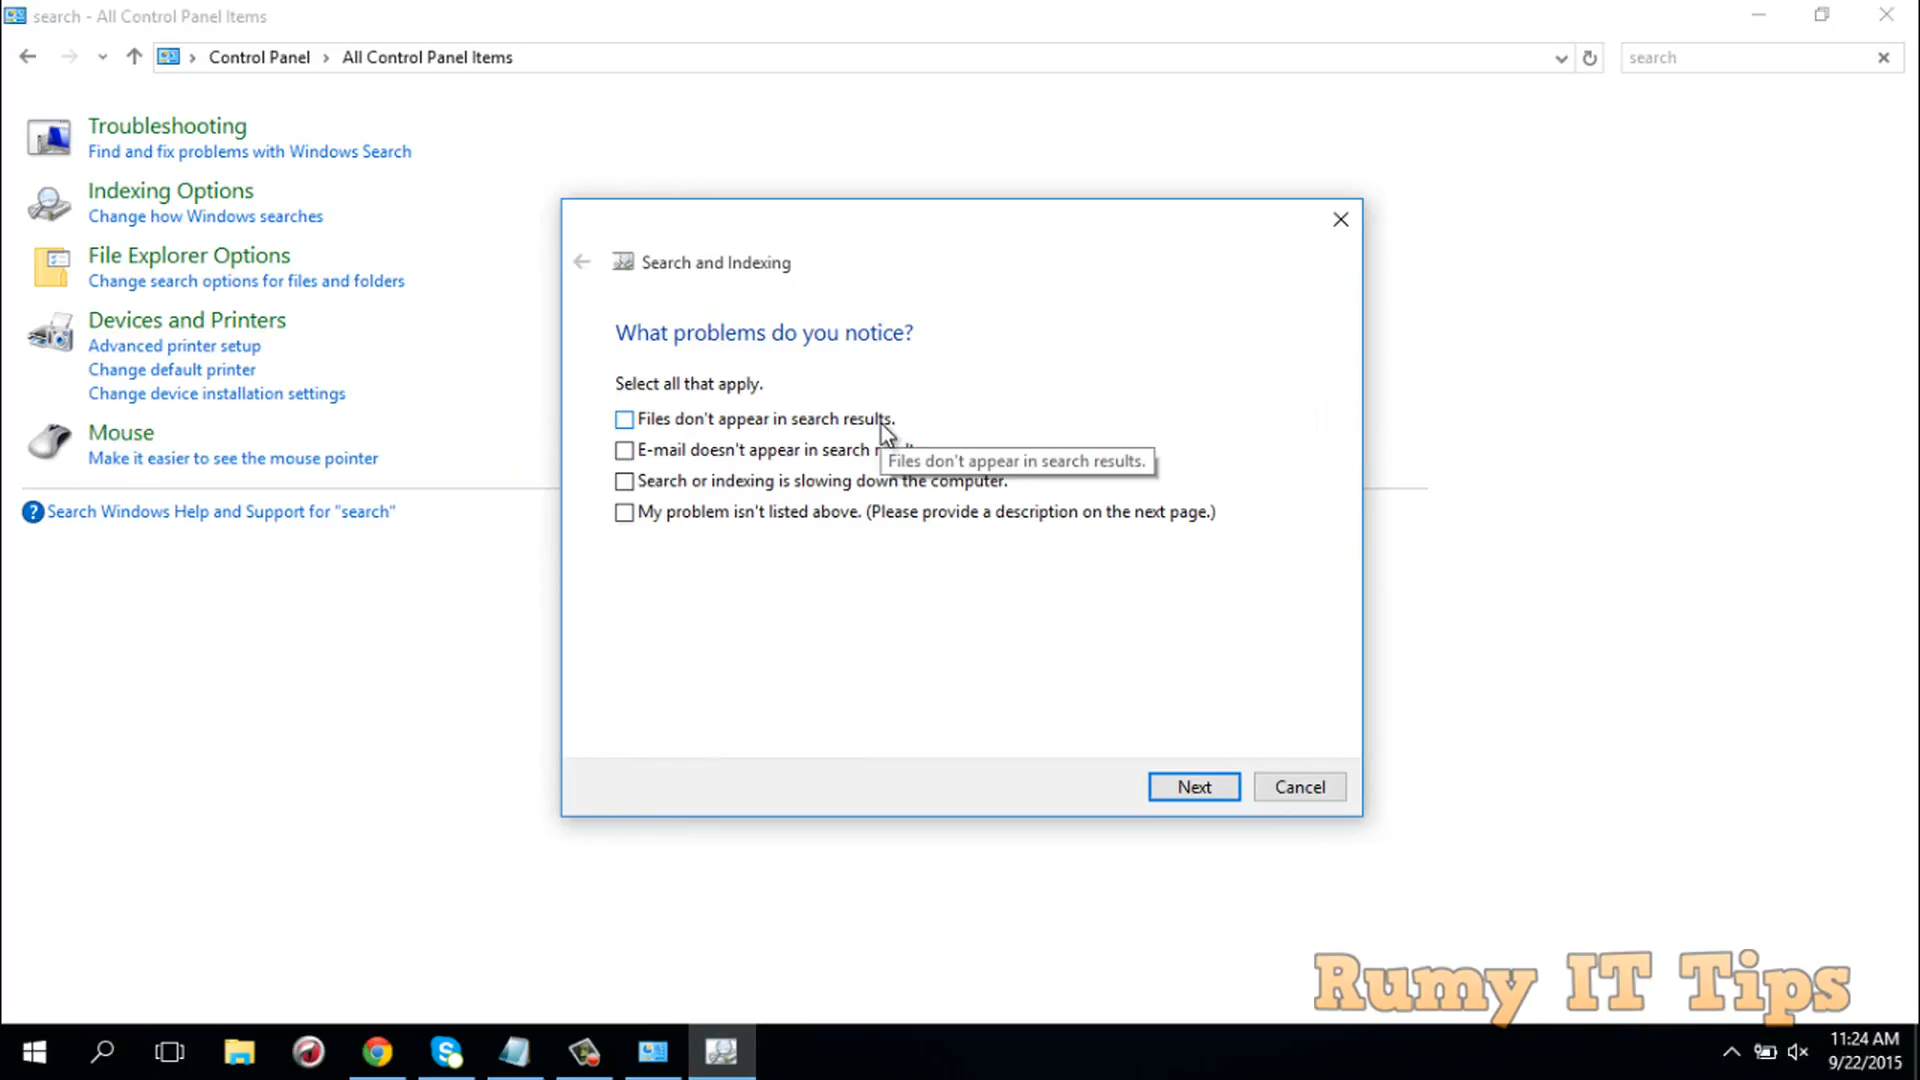 search - All Control Panel Items
Control Panel
All Control Panel Items
search
Troubleshooting
Find and fix problems with Windows Search
Indexing Options
Change how Windows searches
File Explorer Options
Change search options for files and folders
Devices and Printers
Advanced printer setup
Change default printer
Change device installation settings
Mouse
Make it easier to see the mouse pointer
Search Windows Help and Support for "search"
Search and Indexing
What problems do you notice?
Select all that apply.
Files don't appear in search results.
E-mail doesn't appear in search
Files don't appear in search results.
Search or indexing is slowing down the computer.
My problem isn't listed above. (Please provide a description on the next page.)
Next
Cancel
Rumy IT Tips
11:24 AM
9/22/2015